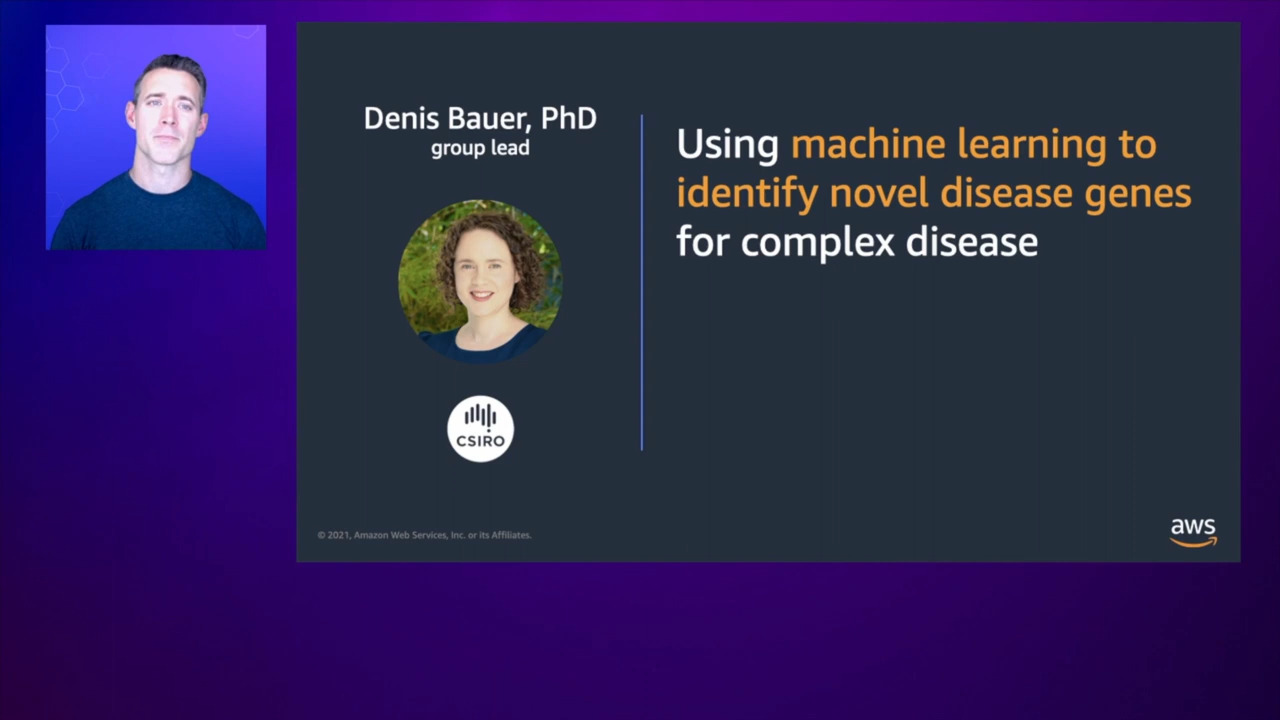 Denis Bauer, PhD
group lead
CSIRO
Using machine learning to
identify novel disease genes
for complex disease
© 2021, Amazon Web Services, Inc. or its Affiliates.
aws